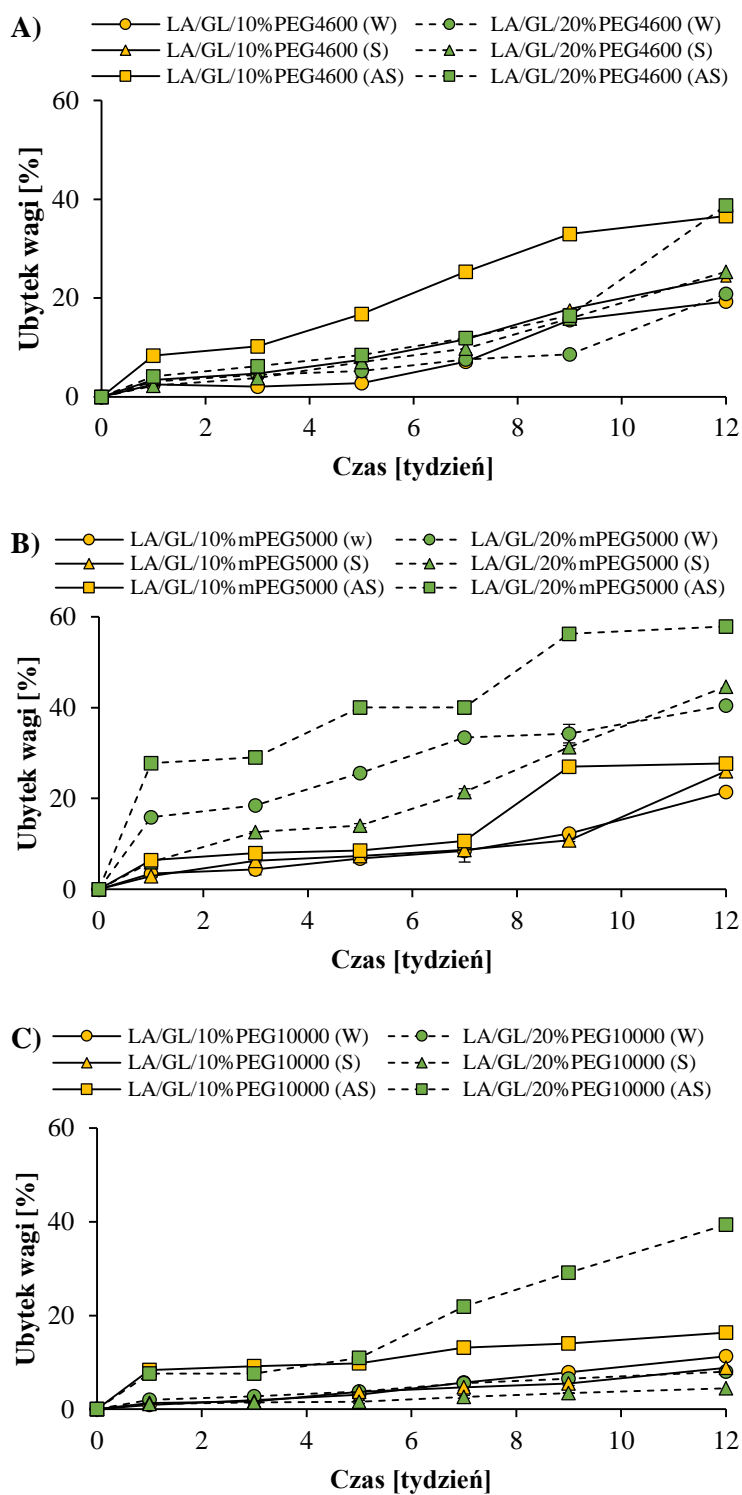 A)
LA/GL/10%PEG4600 (W) LA/GL/20%PEG4600 (W)
LA/GL/10%PEG4600 (S) LA/GL/20%PEG4600 (S)
LA/GL/10%PEG4600 (AS) LA/GL/20%PEG4600 (AS)
60
40
20
0
Ubytek wagi [%]
0 2 4 6 8 10 12
Czas [tydzień]
B)
LA/GL/10%mPEG5000 (w) LA/GL/20%mPEG5000 (W)
LA/GL/10%mPEG5000 (S) LA/GL/20%mPEG5000 (S)
LA/GL/10%mPEG5000 (AS) LA/GL/20%mPEG5000 (AS)
60
40
20
0
Ubytek wagi [%]
0 2 4 6 8 10 12
Czas [tydzień]
C)
LA/GL/10%PEG10000 (W) LA/GL/20%PEG10000 (W)
LA/GL/10%PEG10000 (S) LA/GL/20%PEG10000 (S)
LA/GL/10%PEG10000 (AS) LA/GL/20%PEG10000 (AS)
60
40
20
0
Ubytek wagi [%]
0 2 4 6 8 10 12
Czas [tydzień]